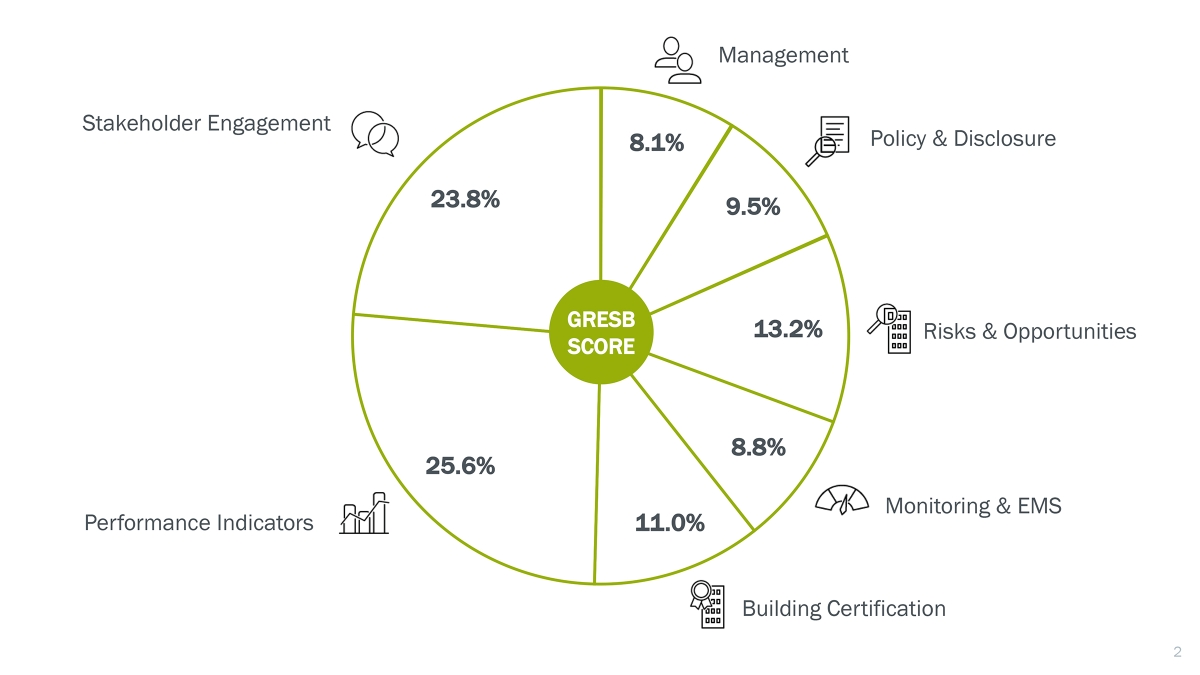 Management
Stakeholder Engagement
8.1%
Policy & Disclosure
23.8%
9.5%
GRESB
SCORE
13.2%
Risks & Opportunities
8.8%
25.6%
Monitoring & EMS
Performance Indicators
11.0%
Building Certification
2